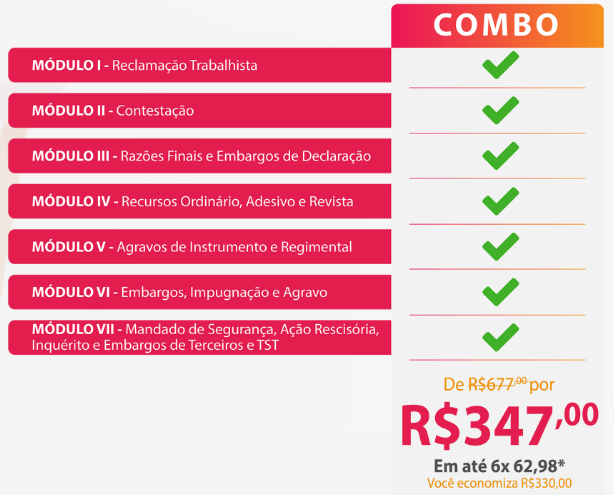 COMBO
MÓDULO I - Reclamação Trabalhista
MÓDULO II - Contestação
MÓDULO III - Razões Finais e Embargos de Declaração
MÓDULO IV - Recursos Ordinário, Adesivo e Revista
MÓDULO V - Agravos de Instrumento e Regimental
MÓDULO VI - Embargos, Impugnação e Agravo
MÓDULO VII - Mandado de Segurança, Ação Rescisória,
Inquérito e Embargos de Terceiros e TST
De R$677,00 por
R$347,00
Em até 6x 62,98*
Você economiza R$330,00